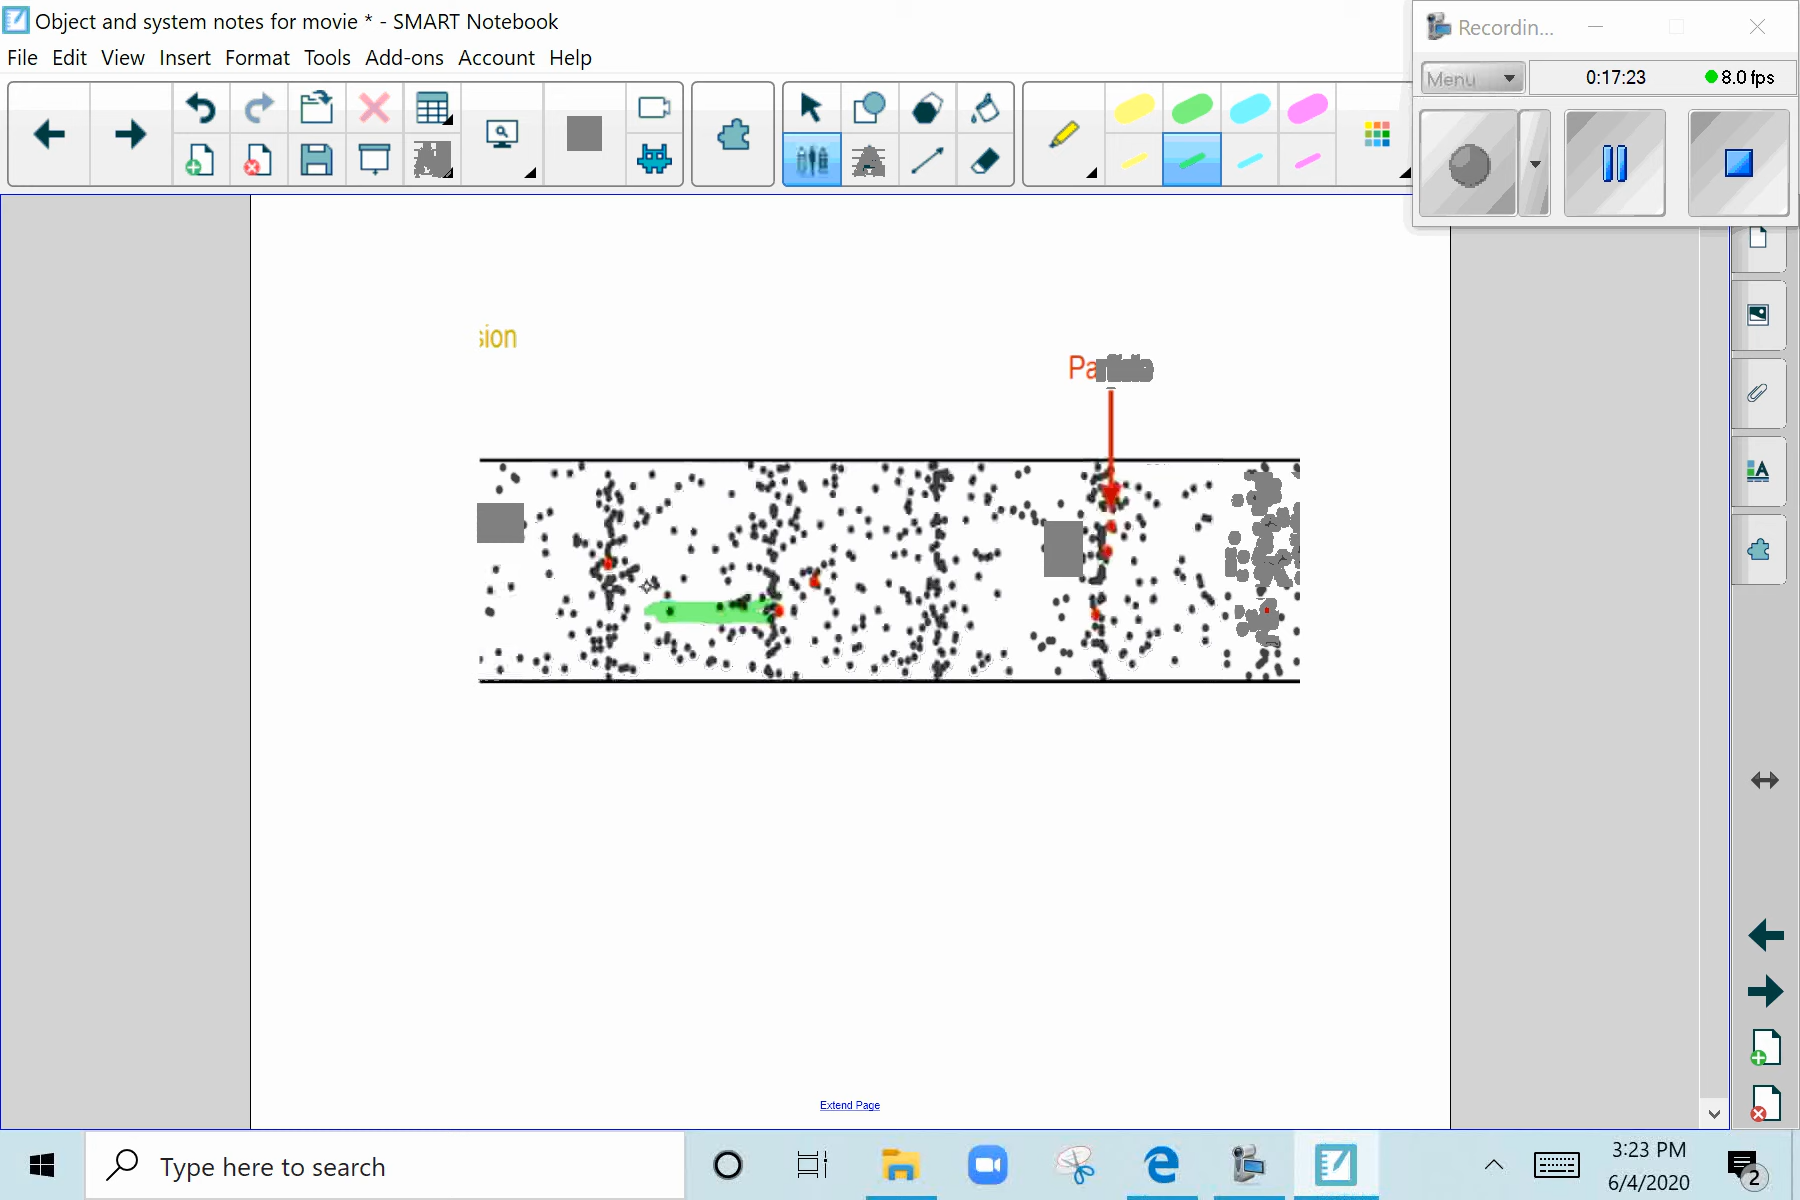 Object and system notes for movie * - SMART Notebook
File Edit View Insert Format Tools Add-ons Account Help
Recordin...
Menu
0:17:23
8.0 fps
sion
Extend Page
Type here to search
3:23 PM
6/4/2020
2